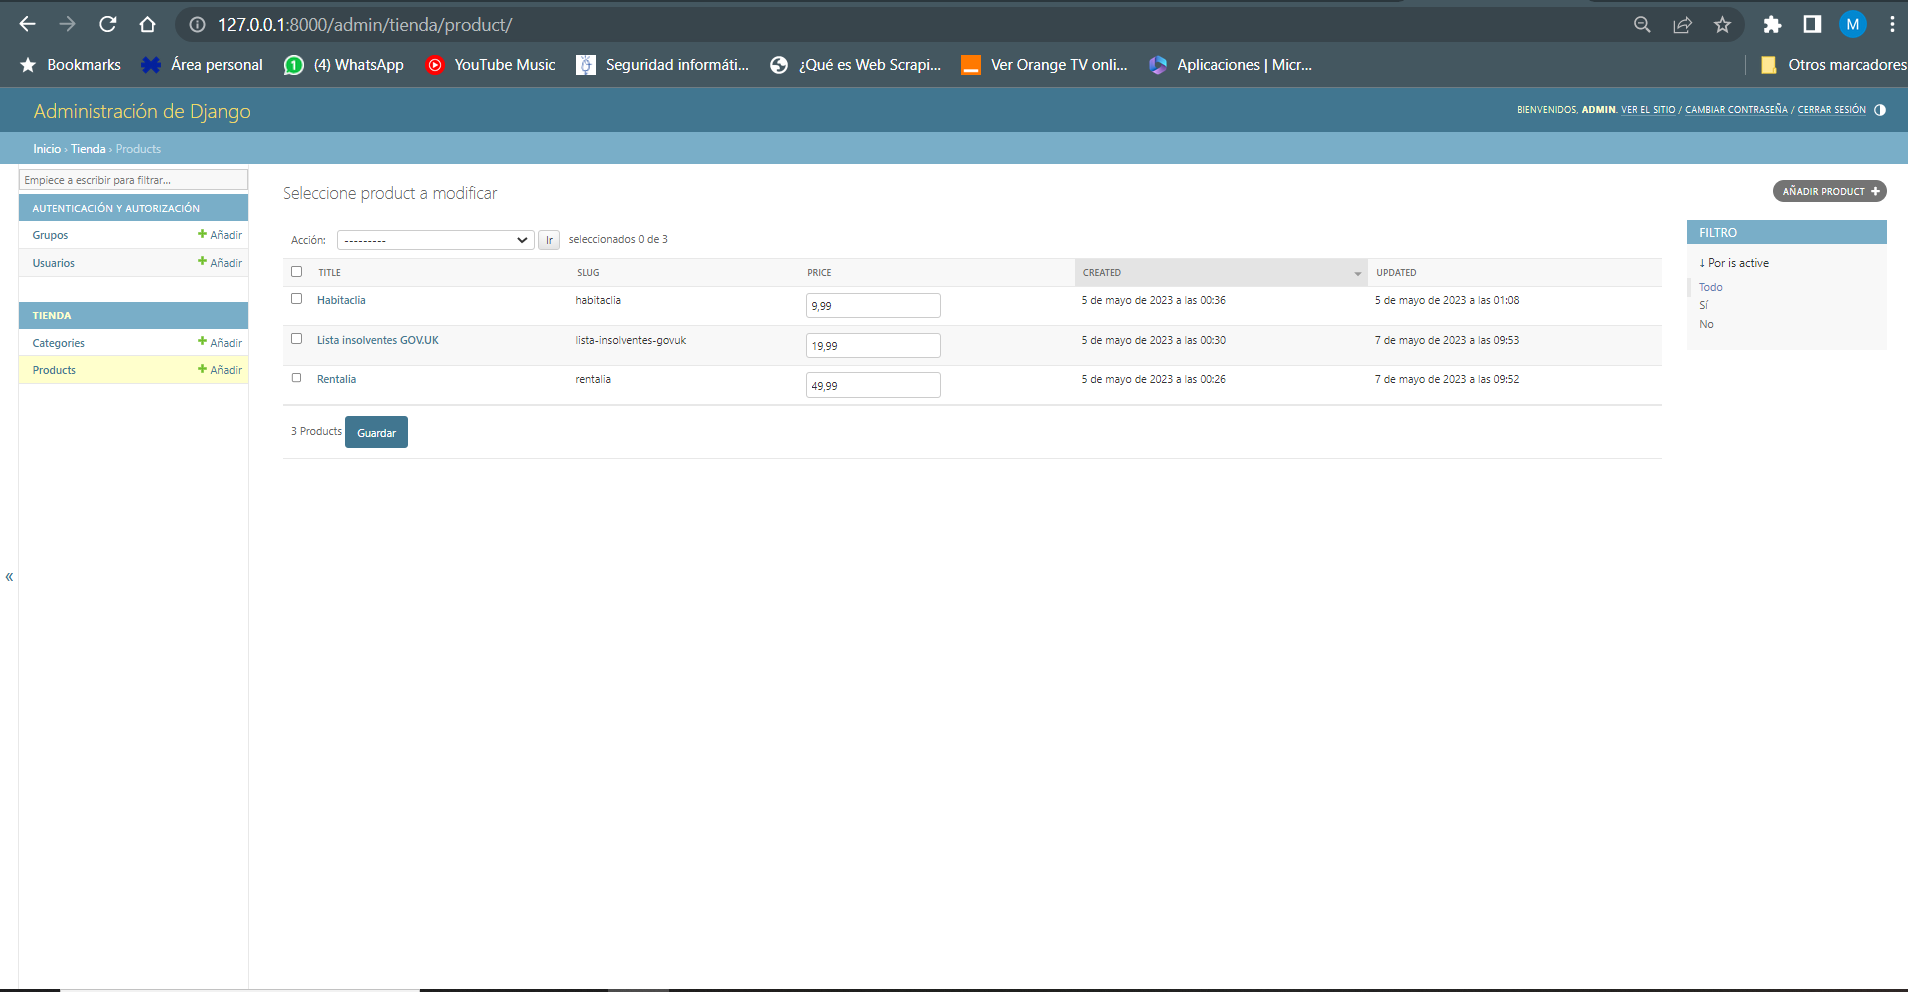 127.0.0.1:8000/admin/tienda/product/
M
Bookmarks Área personal (4) WhatsApp YouTube Music Seguridad informáti... ¿Qué es Web Scrapi... Ver Orange TV onli... Aplicaciones | Micr... Otros marcadores
Administración de Django
BIENVENIDOS, ADMIN. VER EL SITIO / CAMBIAR CONTRASEÑA / CERRAR SESIÓN
Inicio › Tienda › Products
Empiece a escribir para filtrar...
AUTENTICACIÓN Y AUTORIZACIÓN
Grupos + Añadir
Usuarios + Añadir
TIENDA
Categories + Añadir
Products + Añadir
«
Seleccione product a modificar
AÑADIR PRODUCT +
Acción: --------- Ir seleccionados 0 de 3
TITLE SLUG PRICE CREATED UPDATED
Habitaclia habitaclia 9,99 5 de mayo de 2023 a las 00:36 5 de mayo de 2023 a las 01:08
Lista insolventes GOV.UK lista-insolventes-govuk 19,99 5 de mayo de 2023 a las 00:30 7 de mayo de 2023 a las 09:53
Rentalia rentalia 49,99 5 de mayo de 2023 a las 00:26 7 de mayo de 2023 a las 09:52
3 Products Guardar
FILTRO
↓ Por is active
Todo
Sí
No